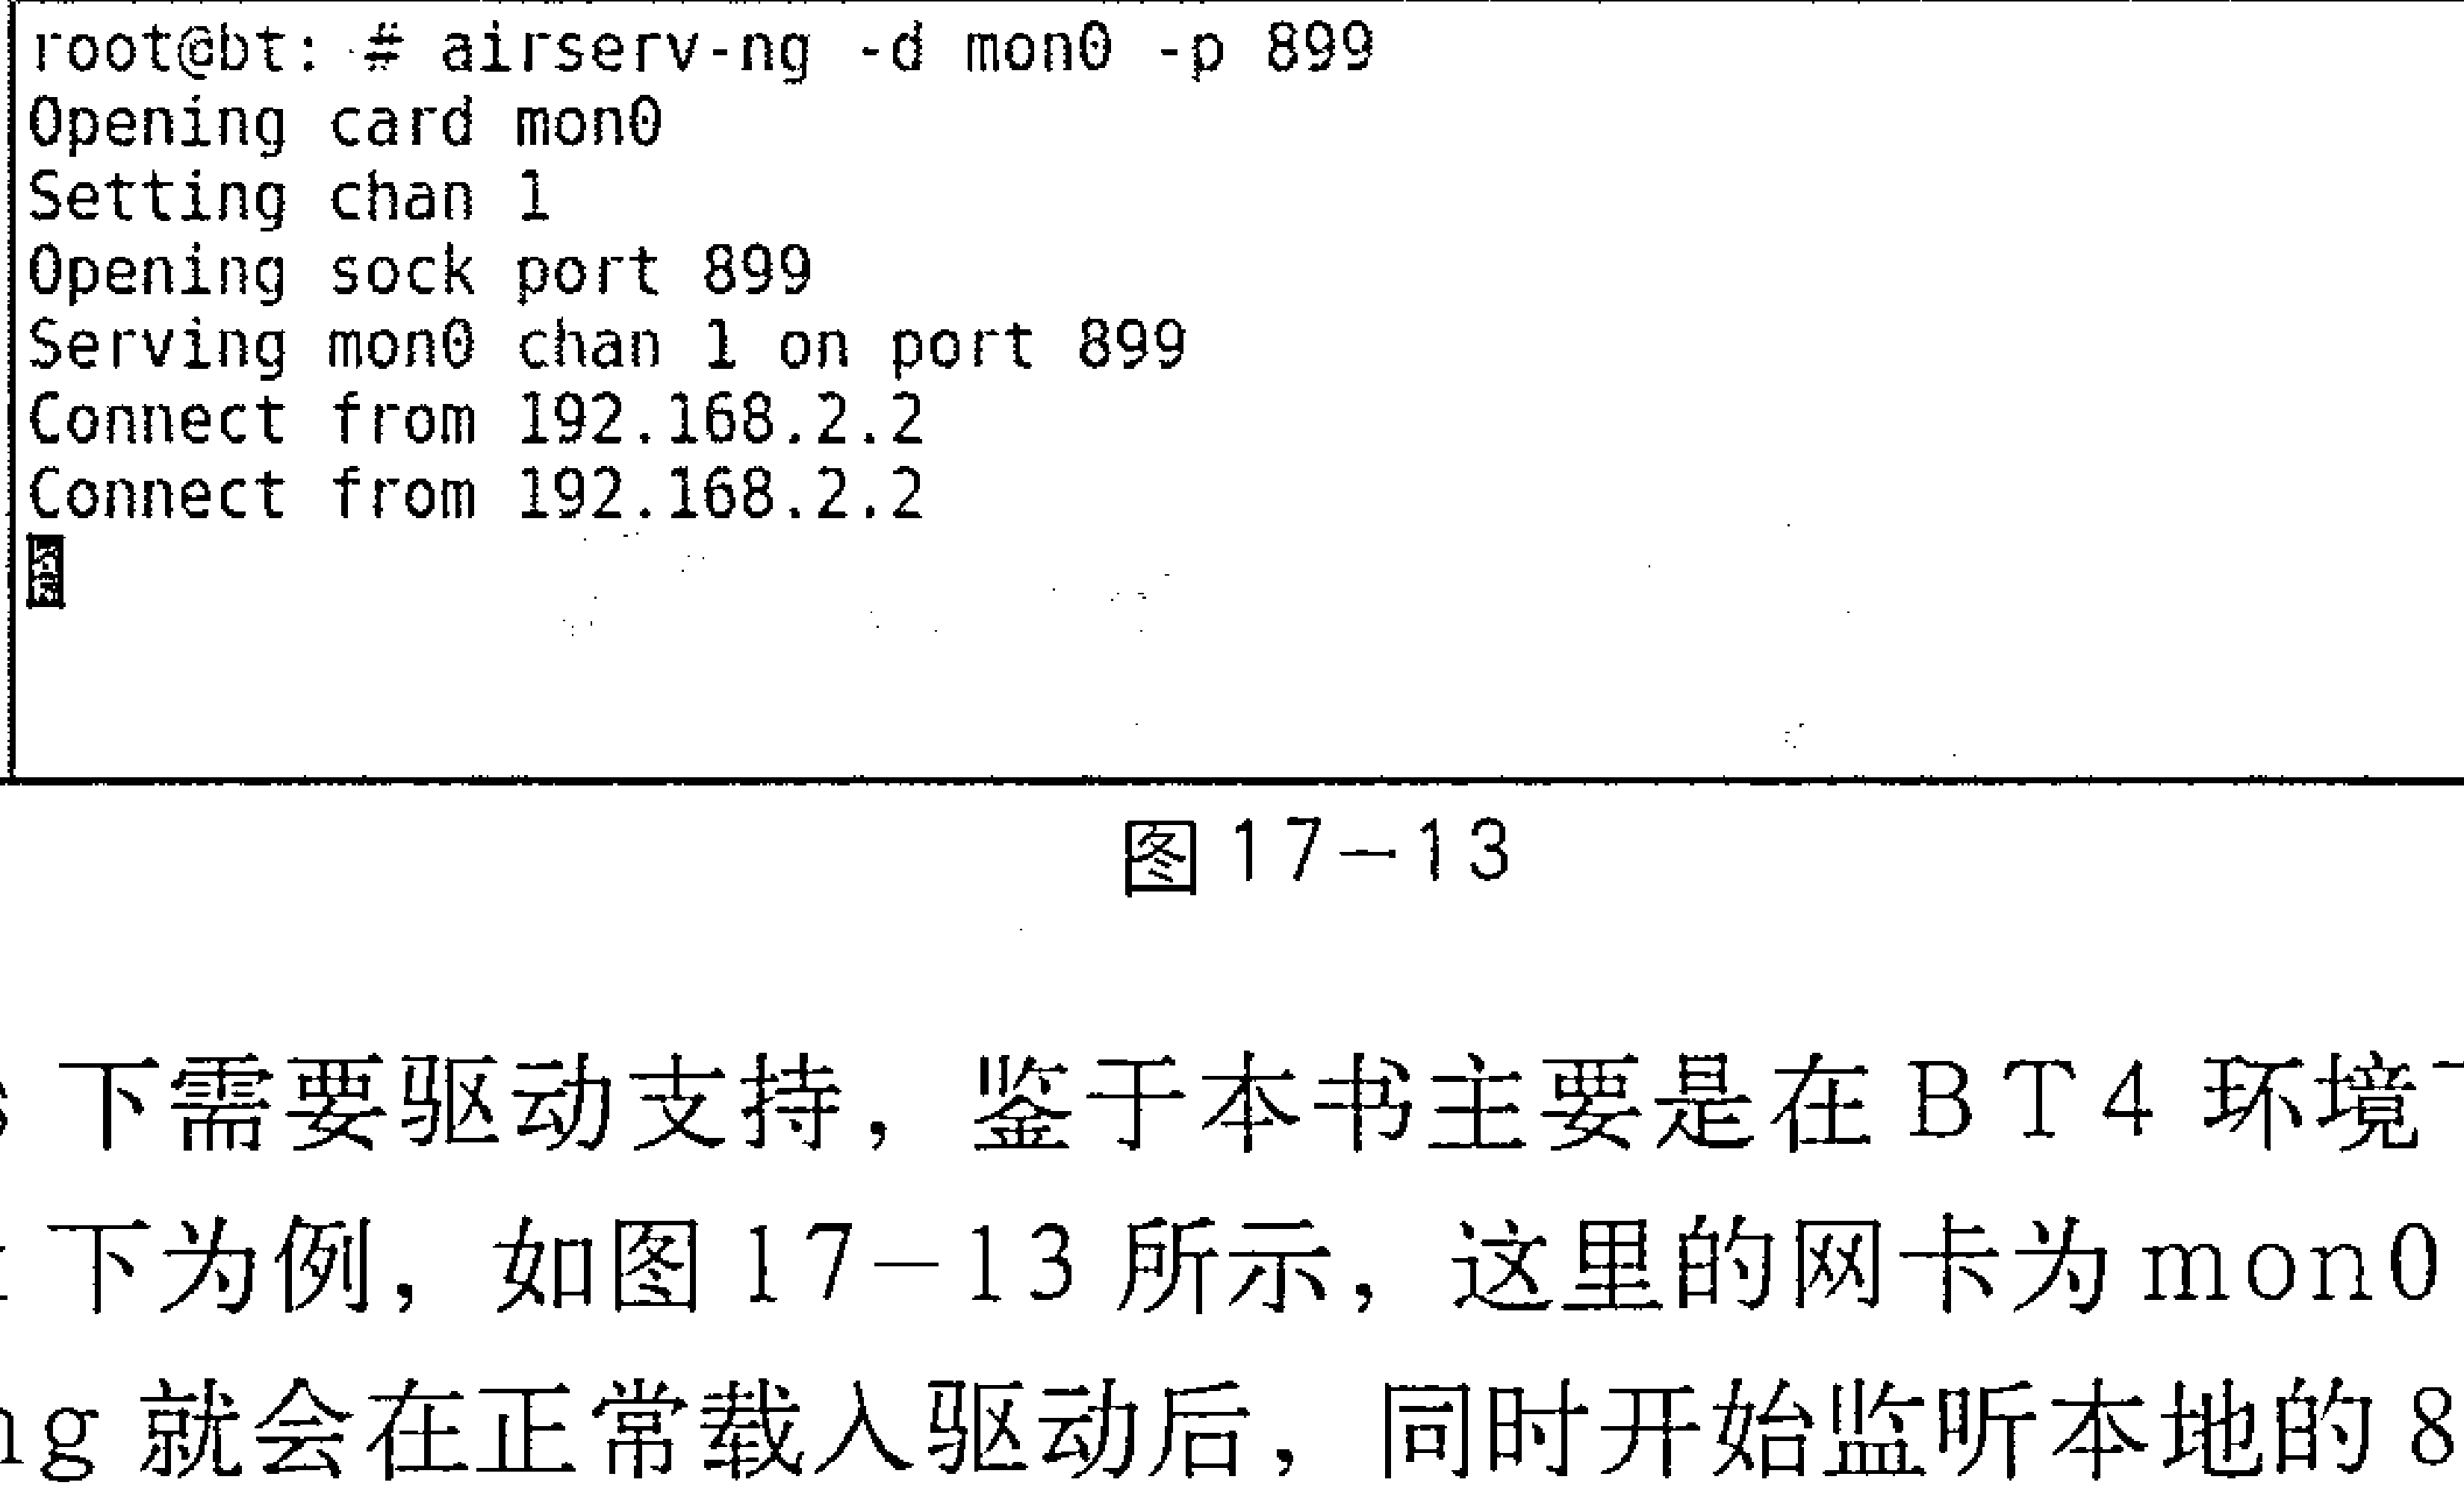 root@bt: # airserv-ng -d mon0 -p 899
Opening card mon0
Setting chan 1
Opening sock port 899
Serving mon0 chan 1 on port 899
Connect from 192.168.2.2
Connect from 192.168.2.2
图 17-13
下需要驱动支持，鉴于本书主要是在 BT4 环境
下为例，如图 17-13 所示，这里的网卡为 mon0
就会在正常载入驱动后，同时开始监听本地的 8